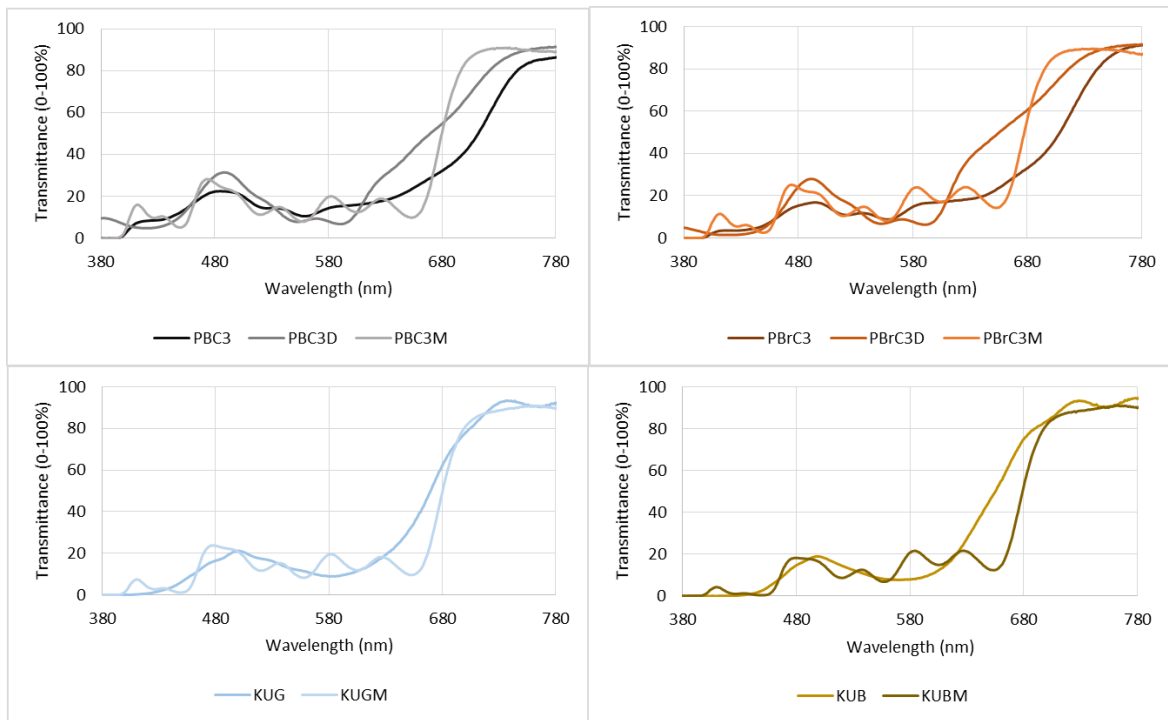 100
80
60
40
20
0
Transmittance (0-100%)
380 480 580 680 780
Wavelength (nm)
PBC3 PBC3D PBC3M
100
80
60
40
20
0
Transmittance (0-100%)
380 480 580 680 780
Wavelength (nm)
PBrC3 PBrC3D PBrC3M
100
80
60
40
20
0
Transmittance (0-100%)
380 480 580 680 780
Wavelength (nm)
KUG KUGM
100
80
60
40
20
0
Transmittance (0-100%)
380 480 580 680 780
Wavelength (nm)
KUB KUBM